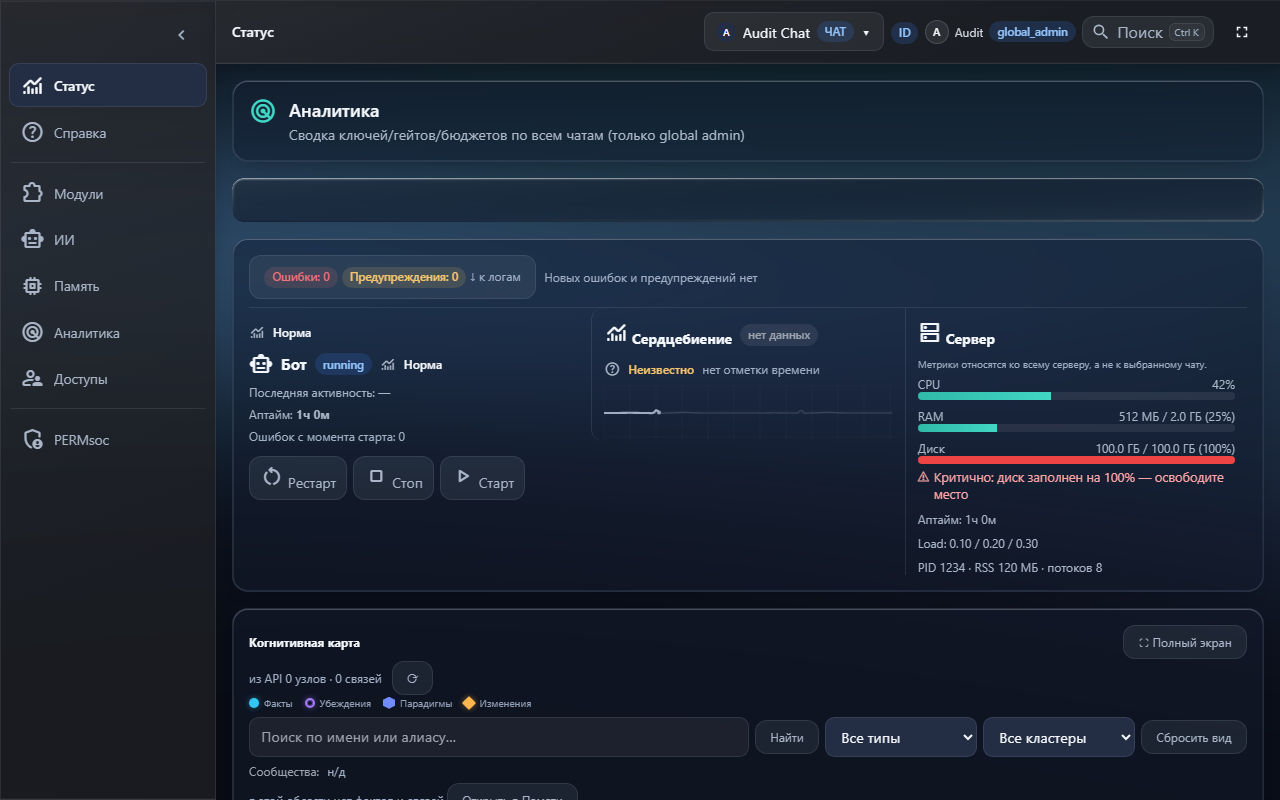 Статус
Справка
Модули
ИИ
Память
Аналитика
Доступы
PERMsoc
Статус
A Audit Chat ЧАТ ▾ ID A Audit global_admin Поиск Ctrl K
Аналитика
Сводка ключей/гейтов/бюджетов по всем чатам (только global admin)
Ошибки: 0 Предупреждения: 0 ↓ к логам Новых ошибок и предупреждений нет
Норма
Бот running Норма
Последняя активность: —
Аптайм: 1ч 0м
Ошибок с момента старта: 0
Рестарт Стоп Старт
Сердцебиение нет данных
Неизвестно нет отметки времени
Сервер
Метрики относятся ко всему серверу, а не к выбранному чату.
CPU 42%
RAM 512 МБ / 2.0 ГБ (25%)
Диск 100.0 ГБ / 100.0 ГБ (100%)
⚠ Критично: диск заполнен на 100% — освободите
место
Аптайм: 1ч 0м
Load: 0.10 / 0.20 / 0.30
PID 1234 · RSS 120 МБ · потоков 8
Когнитивная карта
Полный экран
из API 0 узлов · 0 связей
Факты Убеждения Парадигмы Изменения
Поиск по имени или алиасу... Найти Все типы Все кластеры Сбросить вид
Сообщества: н/д